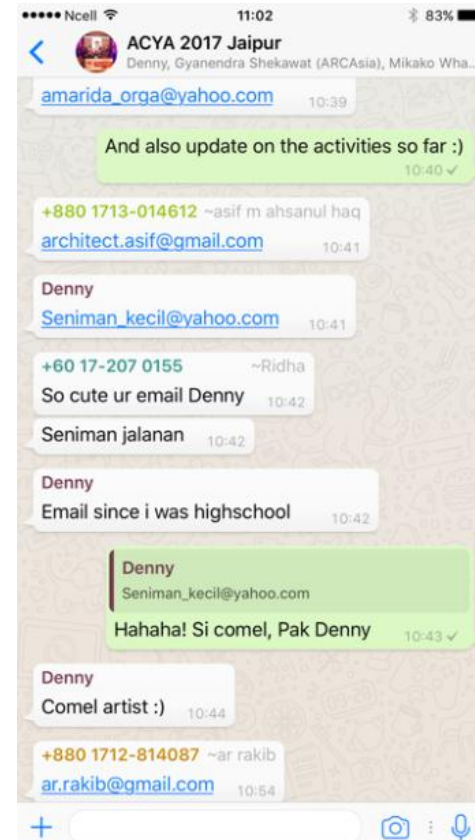 Ncell 11:02 83%
ACYA 2017 Jaipur
Denny, Gyanendra Shekawat (ARCAsia), Mikako Wha...
amarida_orga@yahoo.com 10:39
And also update on the activities so far :)
10:40
+880 1713-014612 ~asif m ahsanul haq
architect.asif@gmail.com 10:41
Denny
Seniman_kecil@yahoo.com 10:41
+60 17-207 0155 ~Ridha
So cute ur email Denny 10:42
Seniman jalanan 10:42
Denny
Email since i was highschool 10:42
Denny
Seniman_kecil@yahoo.com
Hahaha! Si comel, Pak Denny 10:43
Denny
Comel artist :) 10:44
+880 1712-814087 ~ar rakib
ar.rakib@gmail.com 10:54